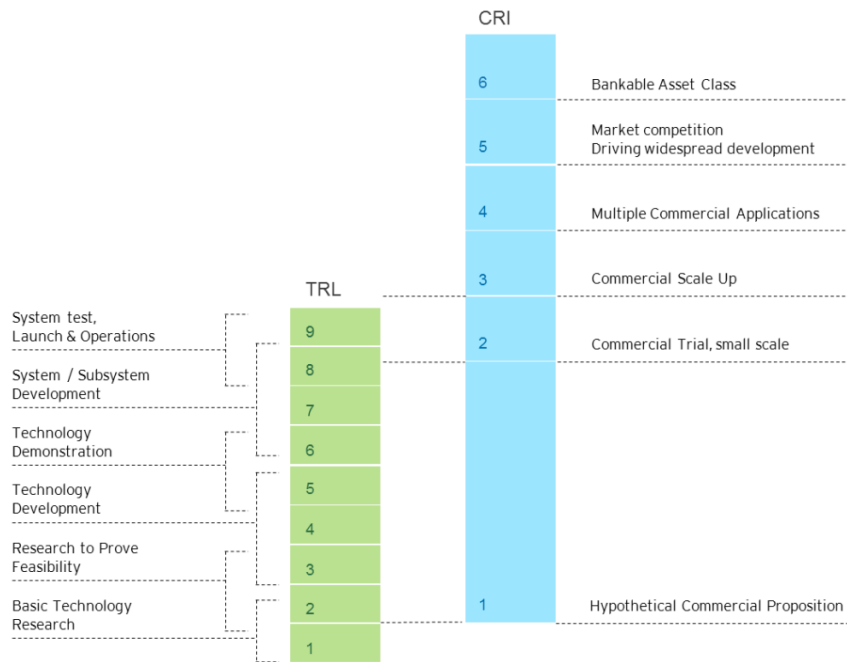 CRI
6
Bankable Asset Class
Market competition
5
Driving widespread development
4
Multiple Commercial Applications
3
Commercial Scale Up
TRL
System test,
Launch & Operations
9
2
Commercial Trial, small scale
8
System / Subsystem
Development
7
Technology
Demonstration
6
Technology
Development
5
4
Research to Prove
Feasibility
3
Basic Technology
Research
2
1
Hypothetical Commercial Proposition
1